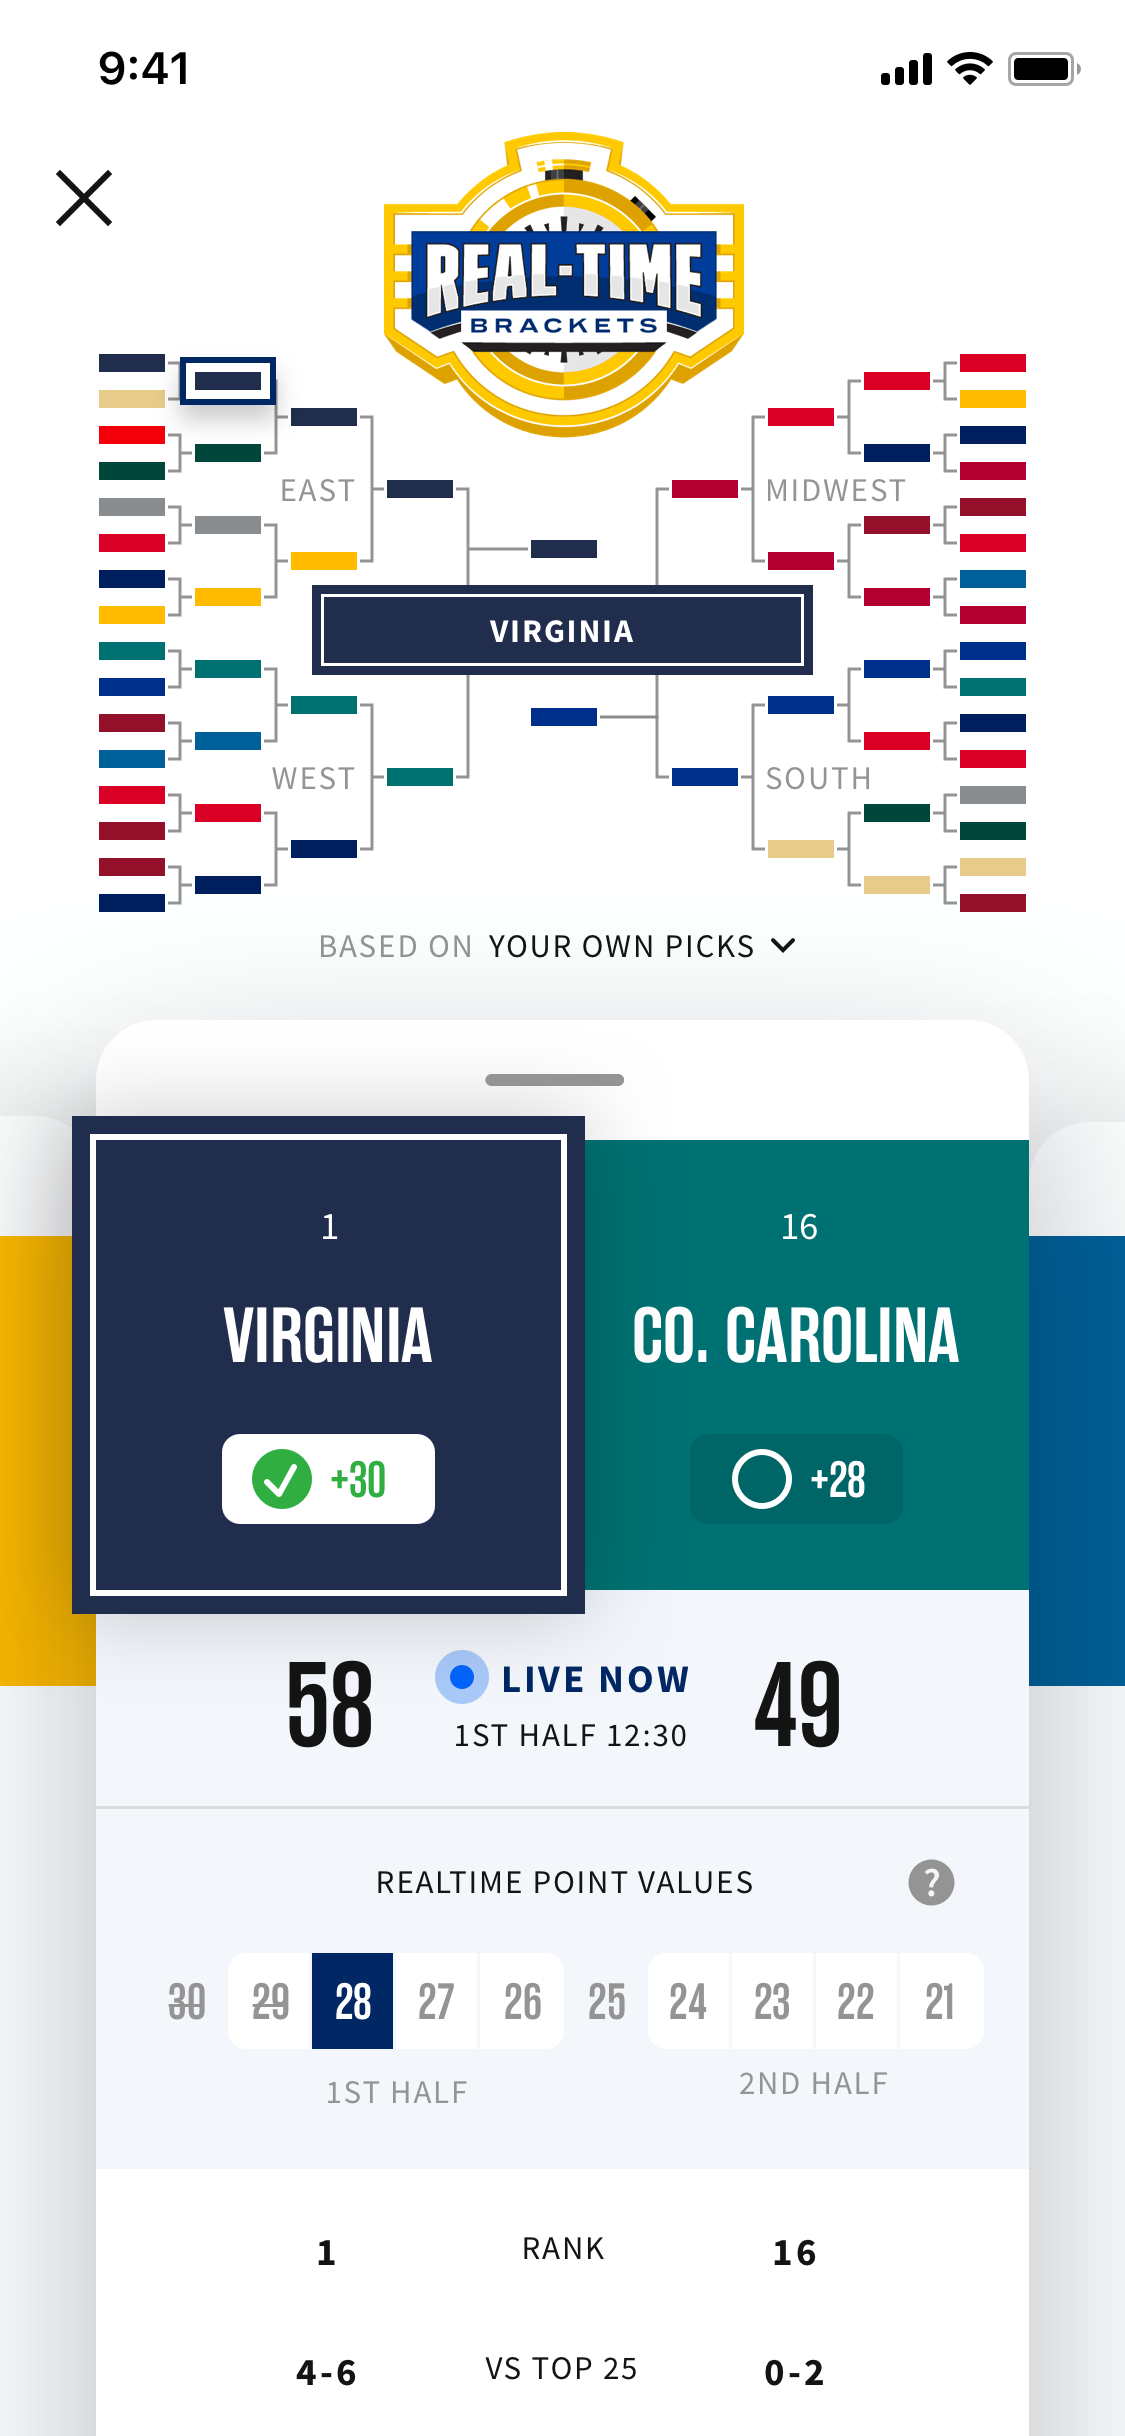 9:41
REAL-TIME
BRACKETS
EAST
MIDWEST
VIRGINIA
WEST
SOUTH
BASED ON YOUR OWN PICKS
1
16
VIRGINIA
CO. CAROLINA
+30
+28
58
LIVE NOW
49
1ST HALF 12:30
REALTIME POINT VALUES
?
30 29 28 27 26 25 24 23 22 21
1ST HALF
2ND HALF
1 RANK 16
4-6 VS TOP 25 0-2